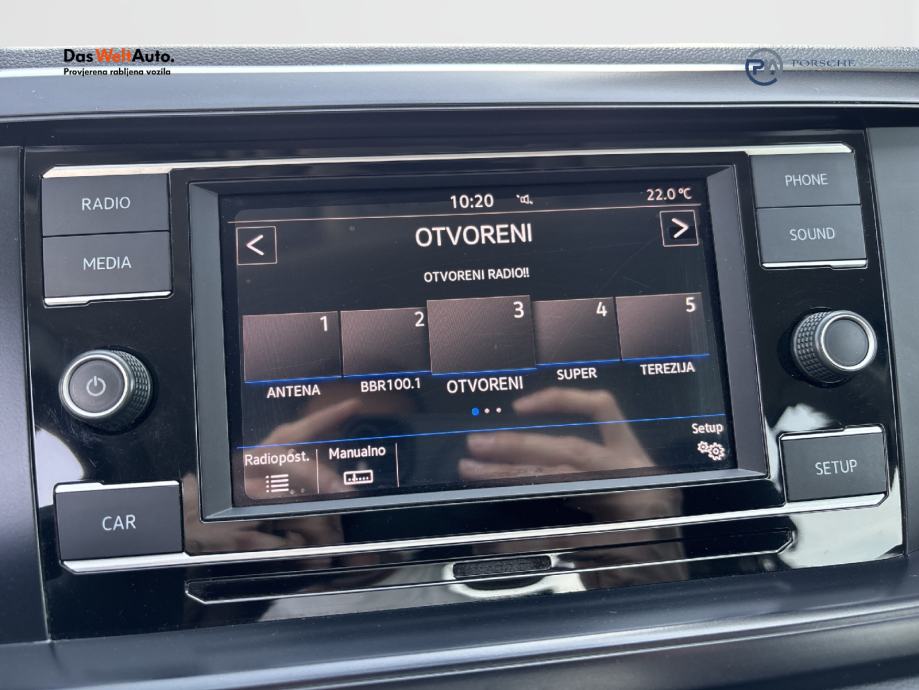 Das WeltAuto.
Provjerena rabljena vozila
PORSCHE
RADIO
MEDIA
CAR
10:20
22.0 °C
<
OTVORENI
>
OTVORENI RADIO!!
1
2
3
4
5
ANTENA
BBR100.1
OTVORENI
SUPER
TEREZIJA
Radiopost.
Manualno
Setup
PHONE
SOUND
SETUP